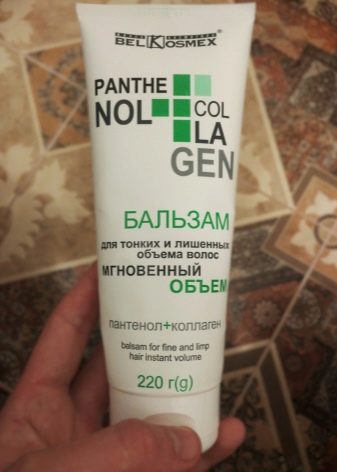 BELKOSMEX
PANTHE
NOL
COL
LA
GEN
БАЛЬЗАМ
для тонких и лишенных
объема волос
МГНОВЕННЫЙ
ОБЪЕМ
пантенол+коллаген
balsam for fine and limp
hair instant volume
220 г(g)